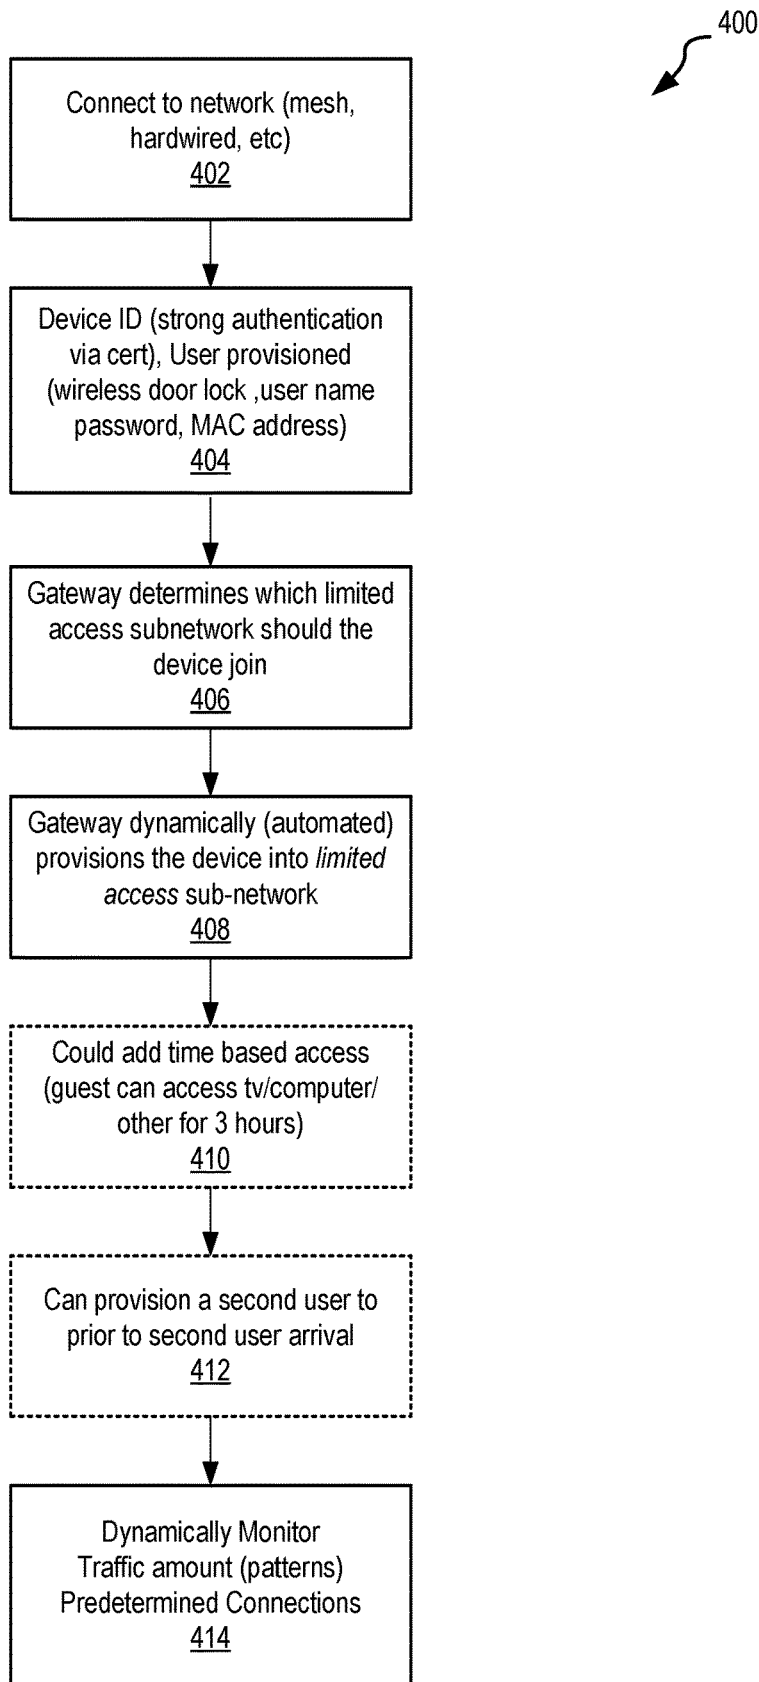 400
Connect to network (mesh,
hardwired, etc)
402
Device ID (strong authentication
via cert), User provisioned
(wireless door lock ,user name
password, MAC address)
404
Gateway determines which limited
access subnetwork should the
device join
406
Gateway dynamically (automated)
provisions the device into limited
access sub-network
408
Could add time based access
(guest can access tv/computer/
other for 3 hours)
410
Can provision a second user to
prior to second user arrival
412
Dynamically Monitor
Traffic amount (patterns)
Predetermined Connections
414